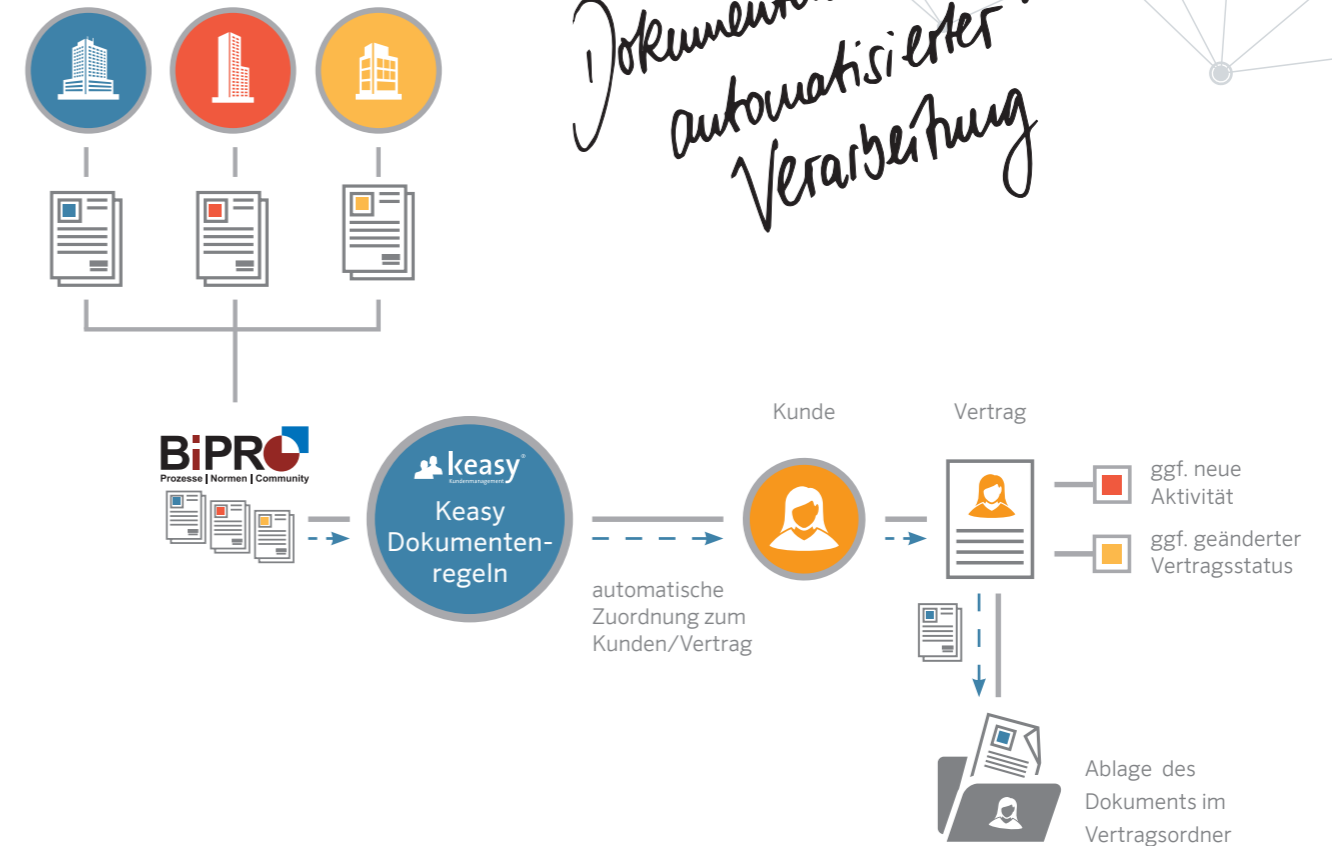 automatisierter
Verarbeitung
BiPRO
Prozesse | Normen | Community
keasy®
Kundenmanagement
Keasy
Dokumenten-
regeln
automatische
Zuordnung zum
Kunden/Vertrag
Kunde
Vertrag
ggf. neue
Aktivität
ggf. geänderter
Vertragsstatus
Ablage des
Dokuments im
Vertragsordner